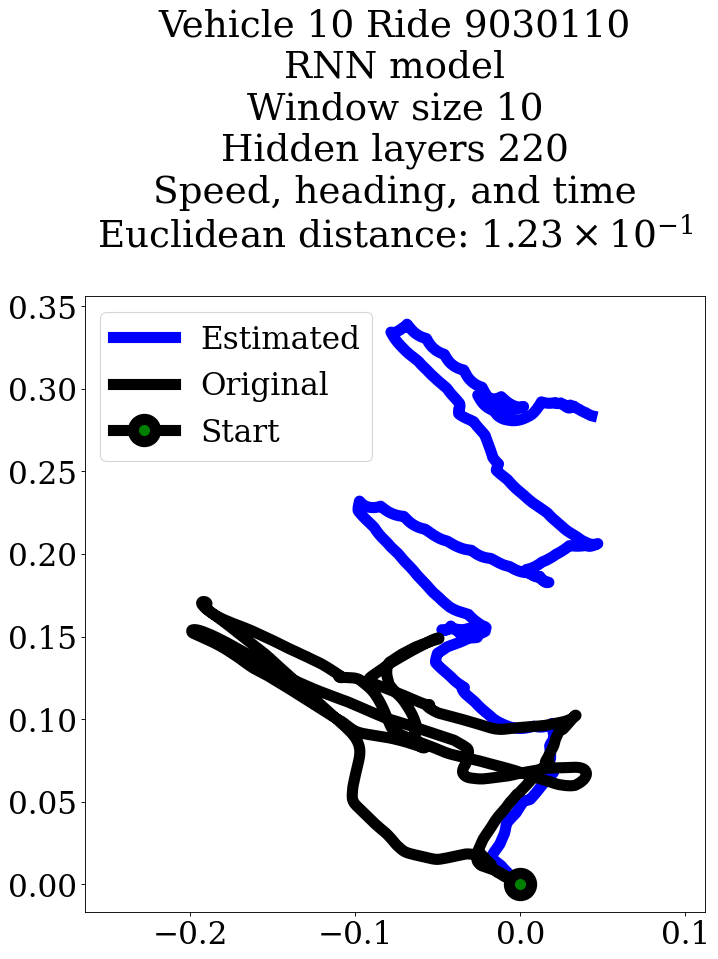 Vehicle 10 Ride 9030110
RNN model
Window size 10
Hidden layers 220
Speed, heading, and time
Euclidean distance: 1.23 × 10⁻¹
Estimated
Original
Start
0.35
0.30
0.25
0.20
0.15
0.10
0.05
0.00
−0.2 −0.1 0.0 0.1